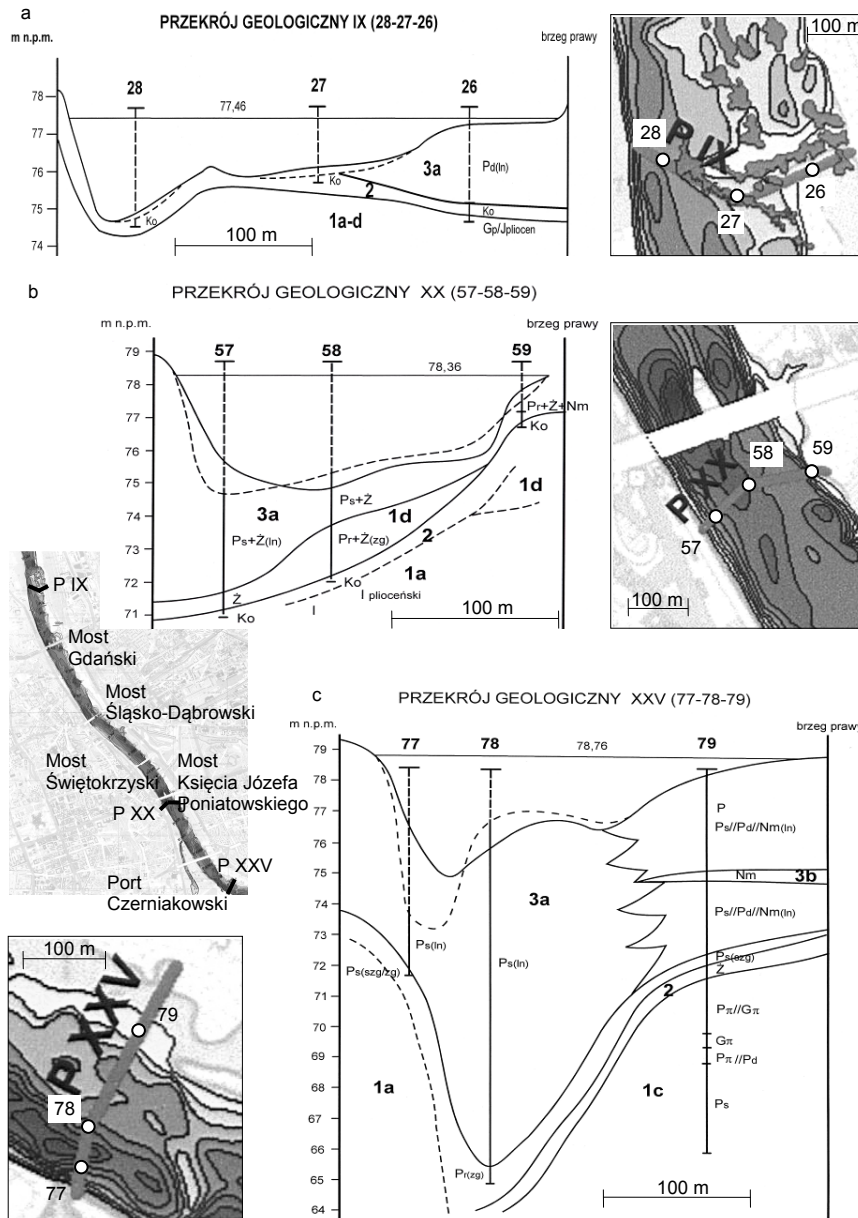 a
PRZEKRÓJ GEOLOGICZNY IX (28-27-26)
m n.p.m.
brzeg prawy
28
27
26
77,46
78
77
76
75
74
3a
Pd(ln)
2
1a-d
Ko
Ko
Ko
Gp/Jpliocen
100 m
100 m
P IX
28
27
26
b
PRZEKRÓJ GEOLOGICZNY XX (57-58-59)
m n.p.m.
brzeg prawy
57
58
59
78,36
79
78
77
76
75
74
73
72
71
Pr+Ż+Nm
Ko
Ps+Ż
3a
1d
1d
Ps+Ż(ln)
Pr+Ż(zg)
2
Ko
1a
Ż
Ko
I
I plioceński
100 m
P XX
58
59
57
100 m
P IX
Most
Gdański
Most
Śląsko-Dąbrowski
Most
Świętokrzyski
Most
Księcia Józefa
Poniatowskiego
P XX
P XXV
Port
Czerniakowski
c
PRZEKRÓJ GEOLOGICZNY XXV (77-78-79)
m n.p.m.
brzeg prawy
77
78
79
78,76
79
78
77
76
75
74
73
72
71
70
69
68
67
66
65
64
P
Ps//Pd//Nm(ln)
Nm
3b
3a
Ps//Pd//Nm(ln)
Ps(ln)
Ps(ln)
Ps(szg/zg)
Ps(szg)
Ż
2
Pπ//Gπ
Gπ
Pπ//Pd
1a
1c
Ps
Pr(zg)
100 m
100 m
P XXV
79
78
77